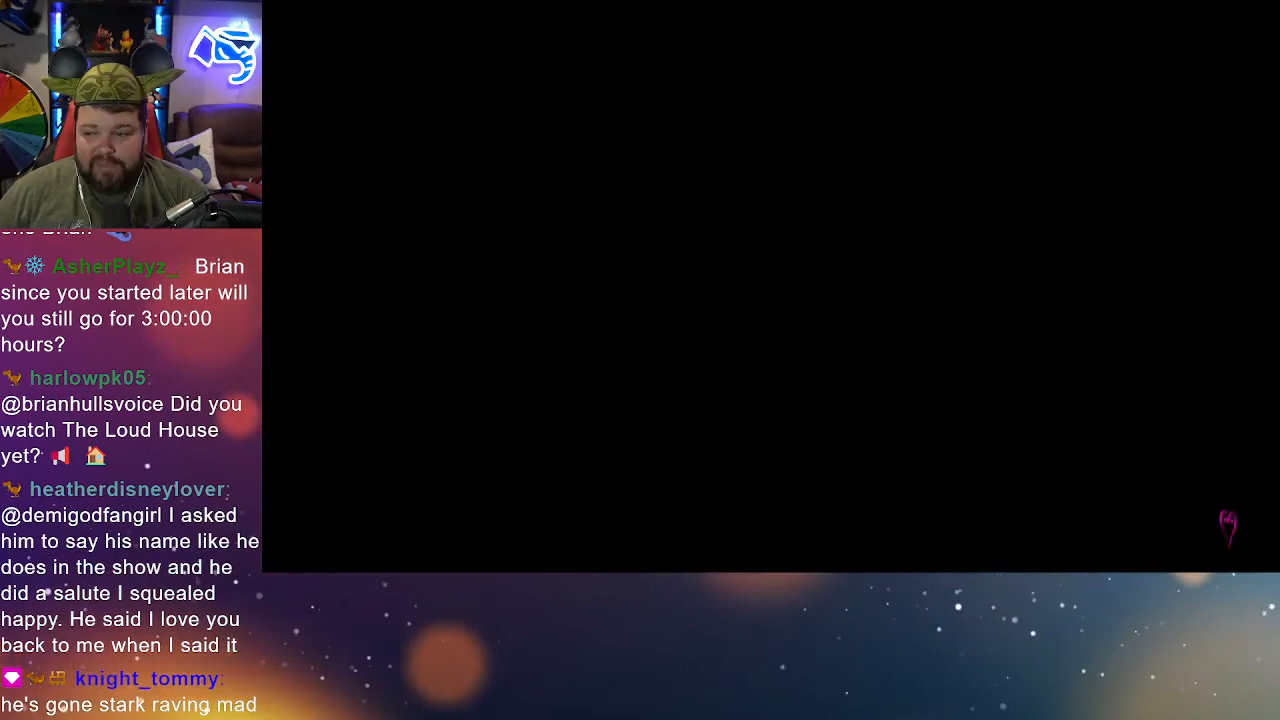 AsherPlayz_: Brian
since you started later will
you still go for 3:00:00
hours?
harlowpk05:
@brianhullsvoice Did you
watch The Loud House
yet?
heatherdisneylover:
@demigodfangirl I asked
him to say his name like he
does in the show and he
did a salute I squealed
happy. He said I love you
back to me when I said it
knight_tommy:
he's gone stark raving mad